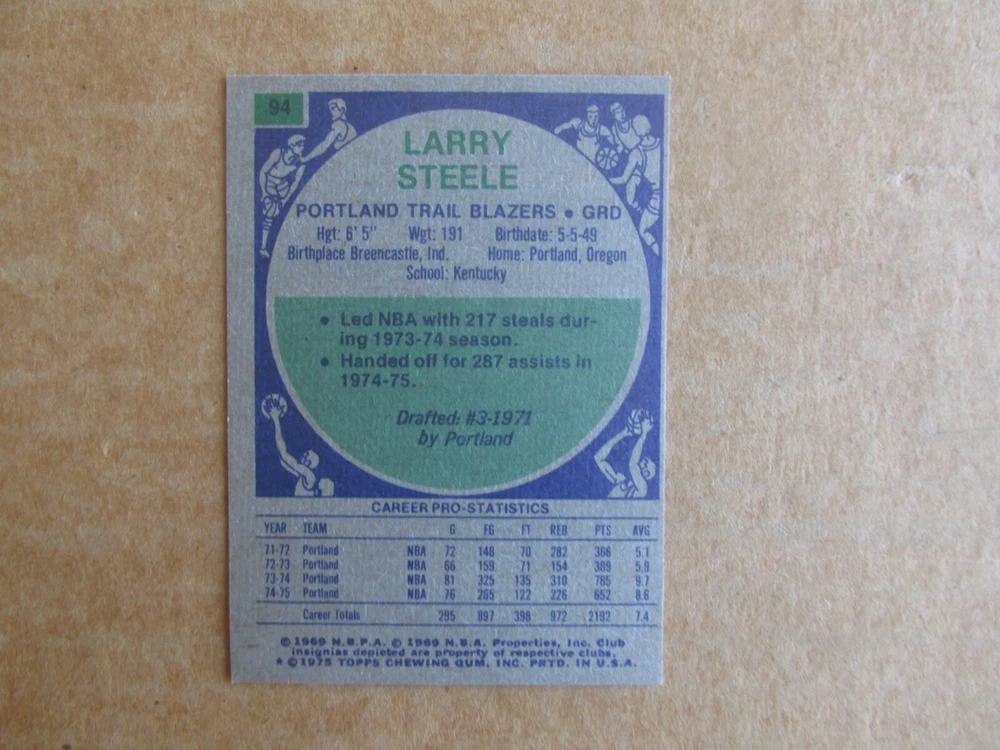 94
LARRY
STEELE
PORTLAND TRAIL BLAZERS • GRD
Hgt: 6' 5" Wgt: 191 Birthdate: 5-5-49
Birthplace Breencastle, Ind. Home: Portland, Oregon
School: Kentucky
• Led NBA with 217 steals dur-
ing 1973-74 season.
• Handed off for 287 assists in
1974-75.
Drafted: #3-1971
by Portland
CAREER PRO-STATISTICS
YEAR TEAM G FG FT REB PTS AVG
71-72 Portland NBA 72 148 70 282 366 5.1
72-73 Portland NBA 66 159 71 154 389 5.9
73-74 Portland NBA 81 325 135 310 785 9.7
74-75 Portland NBA 76 265 122 226 652 8.6
Career Totals 295 897 398 972 2192 7.4
© 1969 N.B.P.A. © 1969 N.B.A. Properties, Inc. Club
insignias depicted are property of respective clubs.
* © 1975 TOPPS CHEWING GUM, INC. PRTD. IN U.S.A.